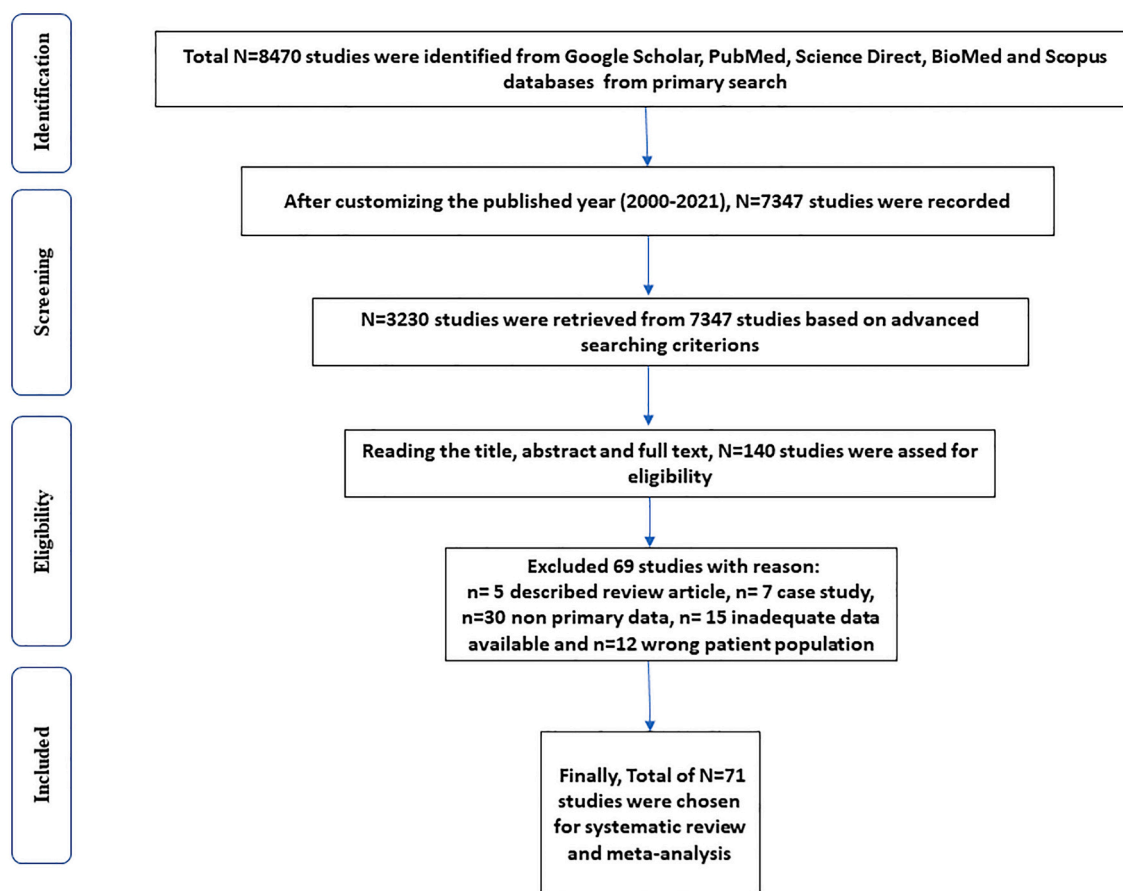 Identification
Total N=8470 studies were identified from Google Scholar, PubMed, Science Direct, BioMed and Scopus
databases from primary search
Screening
After customizing the published year (2000-2021), N=7347 studies were recorded
N=3230 studies were retrieved from 7347 studies based on advanced
searching criterions
Eligibility
Reading the title, abstract and full text, N=140 studies were assed for
eligibility
Excluded 69 studies with reason:
n= 5 described review article, n= 7 case study,
n=30 non primary data, n= 15 inadequate data
available and n=12 wrong patient population
Included
Finally, Total of N=71
studies were chosen
for systematic review
and meta-analysis